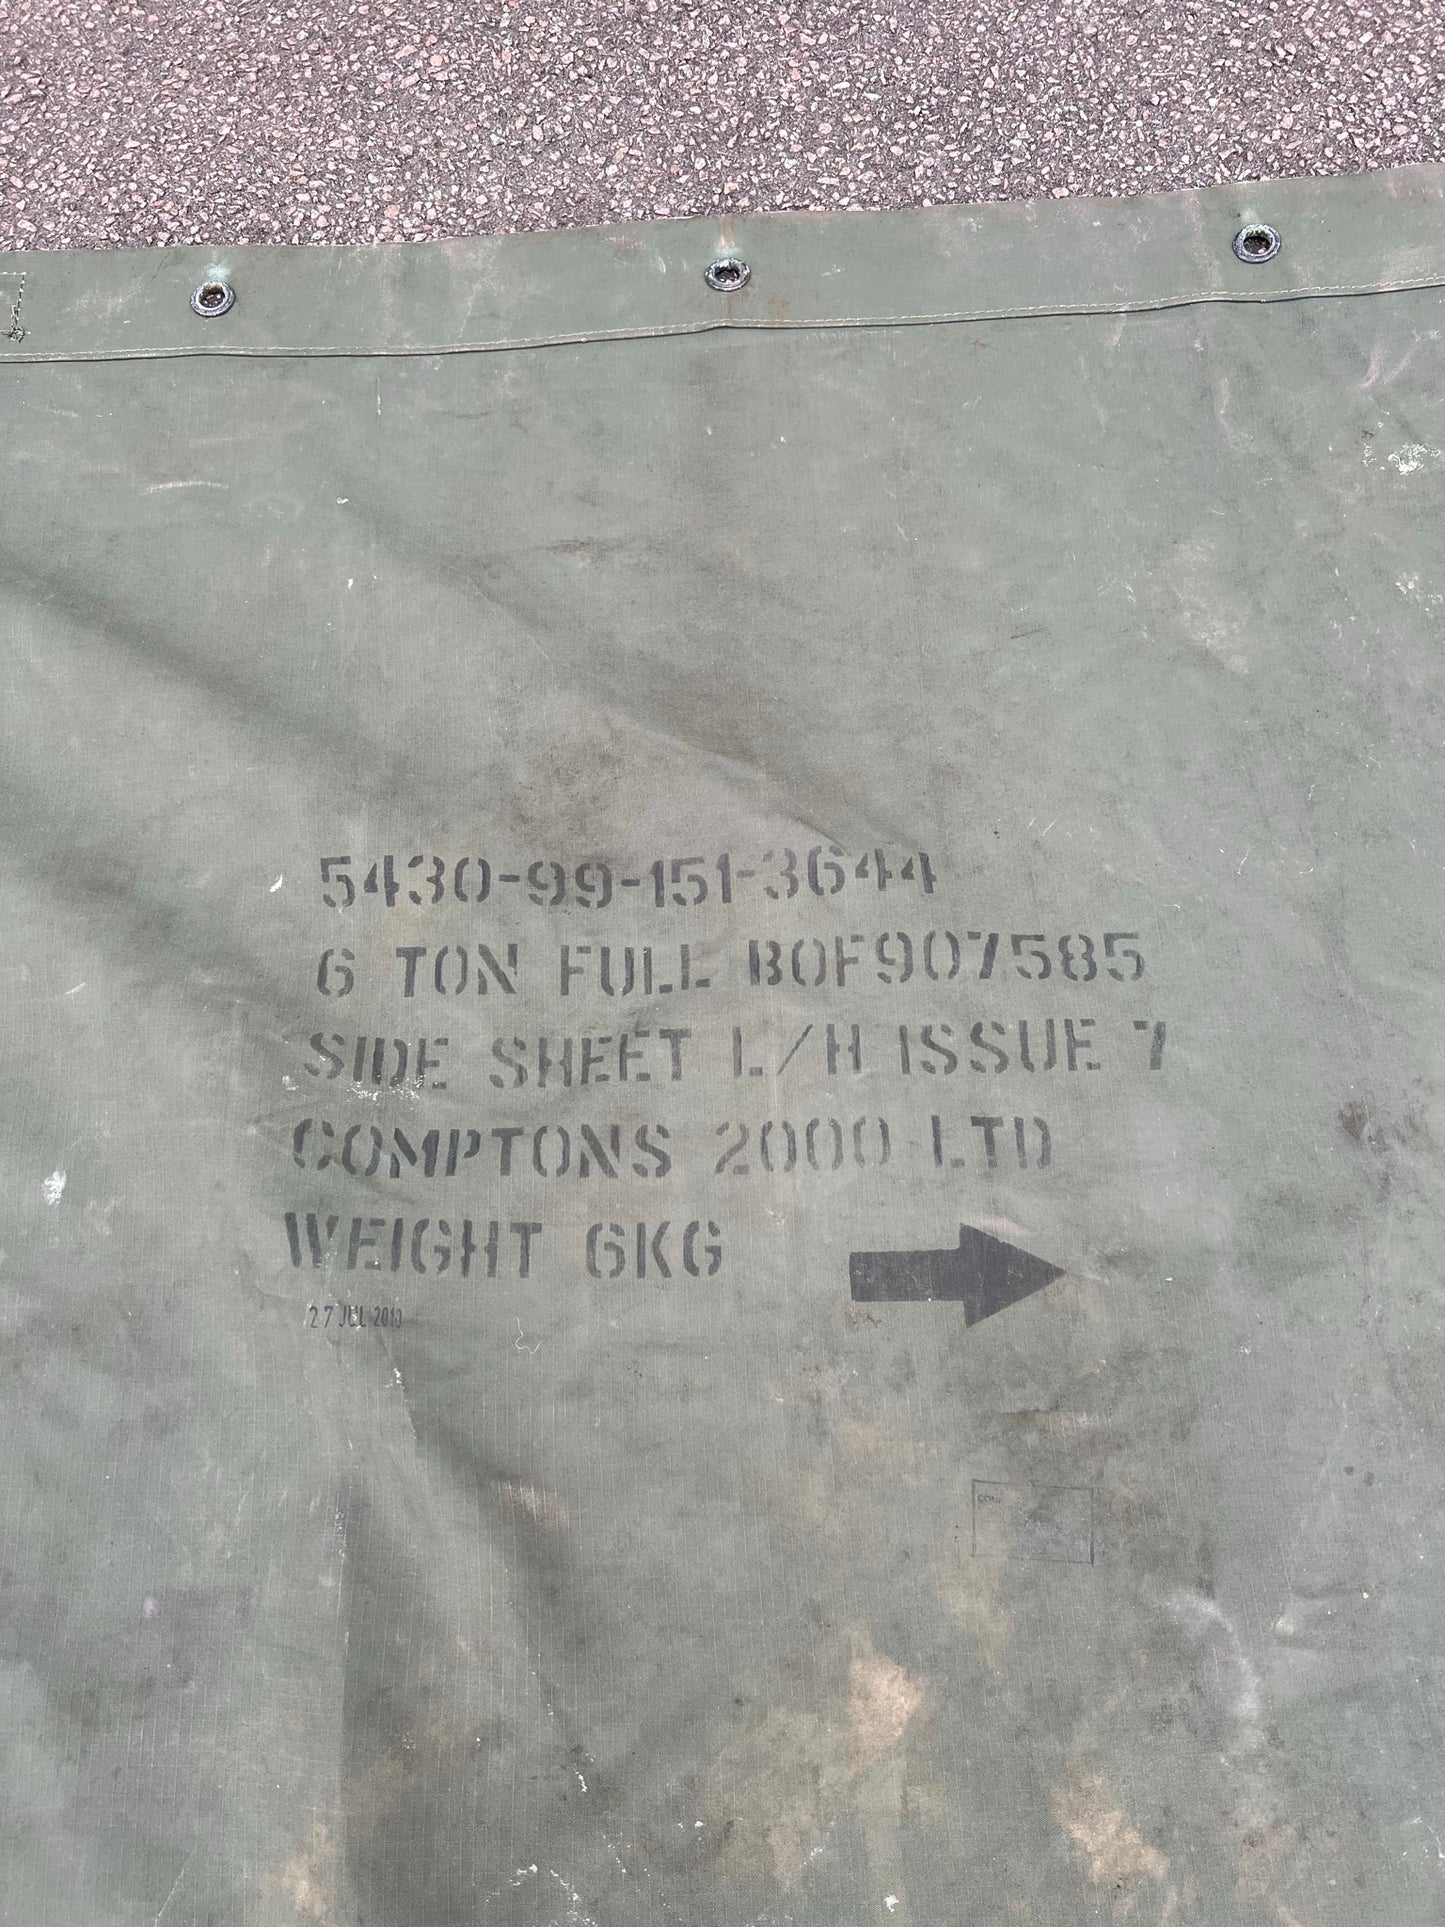 5430-99-151-3644
6 TON FULL BOF907585
SIDE SHEET L/H ISSUE 7
COMPTONS 2000 LTD
WEIGHT 6KG
27 JUL 2010